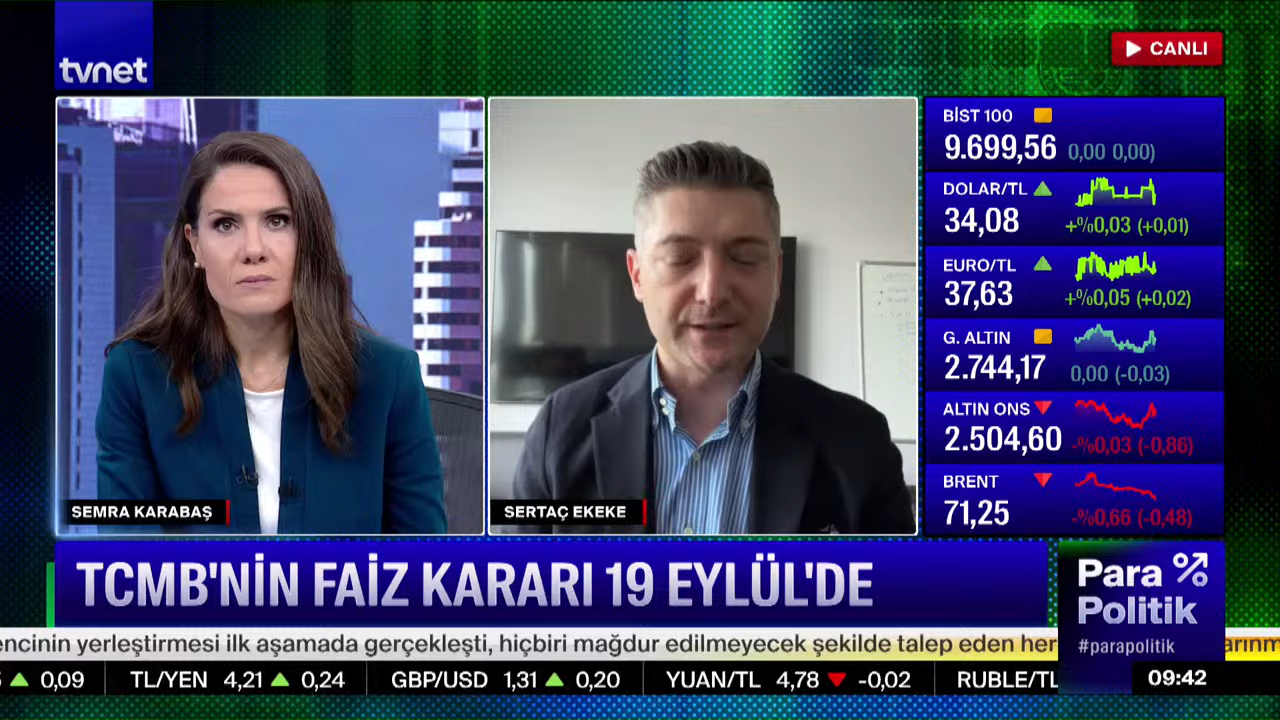 tvnet
CANLI
BİST 100
9.699,56 0,00 0,00)
DOLAR/TL
34,08 +%0,03 (+0,01)
EURO/TL
37,63 +%0,05 (+0,02)
G. ALTIN
2.744,17 0,00 (-0,03)
ALTIN ONS
2.504,60 -%0,03 (-0,86)
BRENT
71,25 -%0,66 (-0,48)
SEMRA KARABAŞ
SERTAÇ EKEKE
TCMB'NİN FAİZ KARARI 19 EYLÜL'DE
Para %
Politik
#parapolitik
encinin yerleştirmesi ilk aşamada gerçekleşti, hiçbiri mağdur edilmeyecek şekilde talep eden her arınm
5 0,09 TL/YEN 4,21 0,24 GBP/USD 1,31 0,20 YUAN/TL 4,78 -0,02 RUBLE/TL
09:42